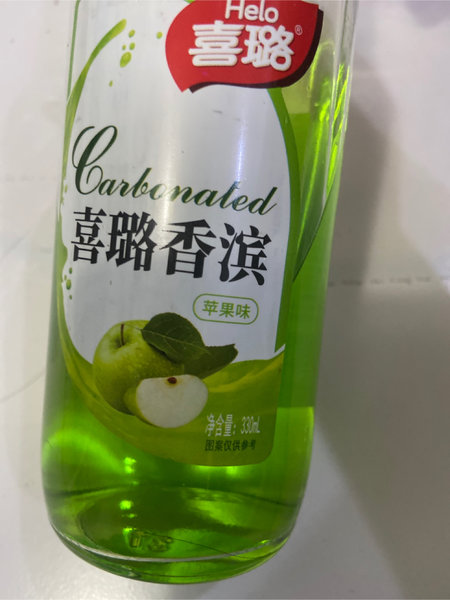 Helo
喜璐®
Carbonated
喜璐香滨
苹果味
净含量：330mL
图案仅供参考